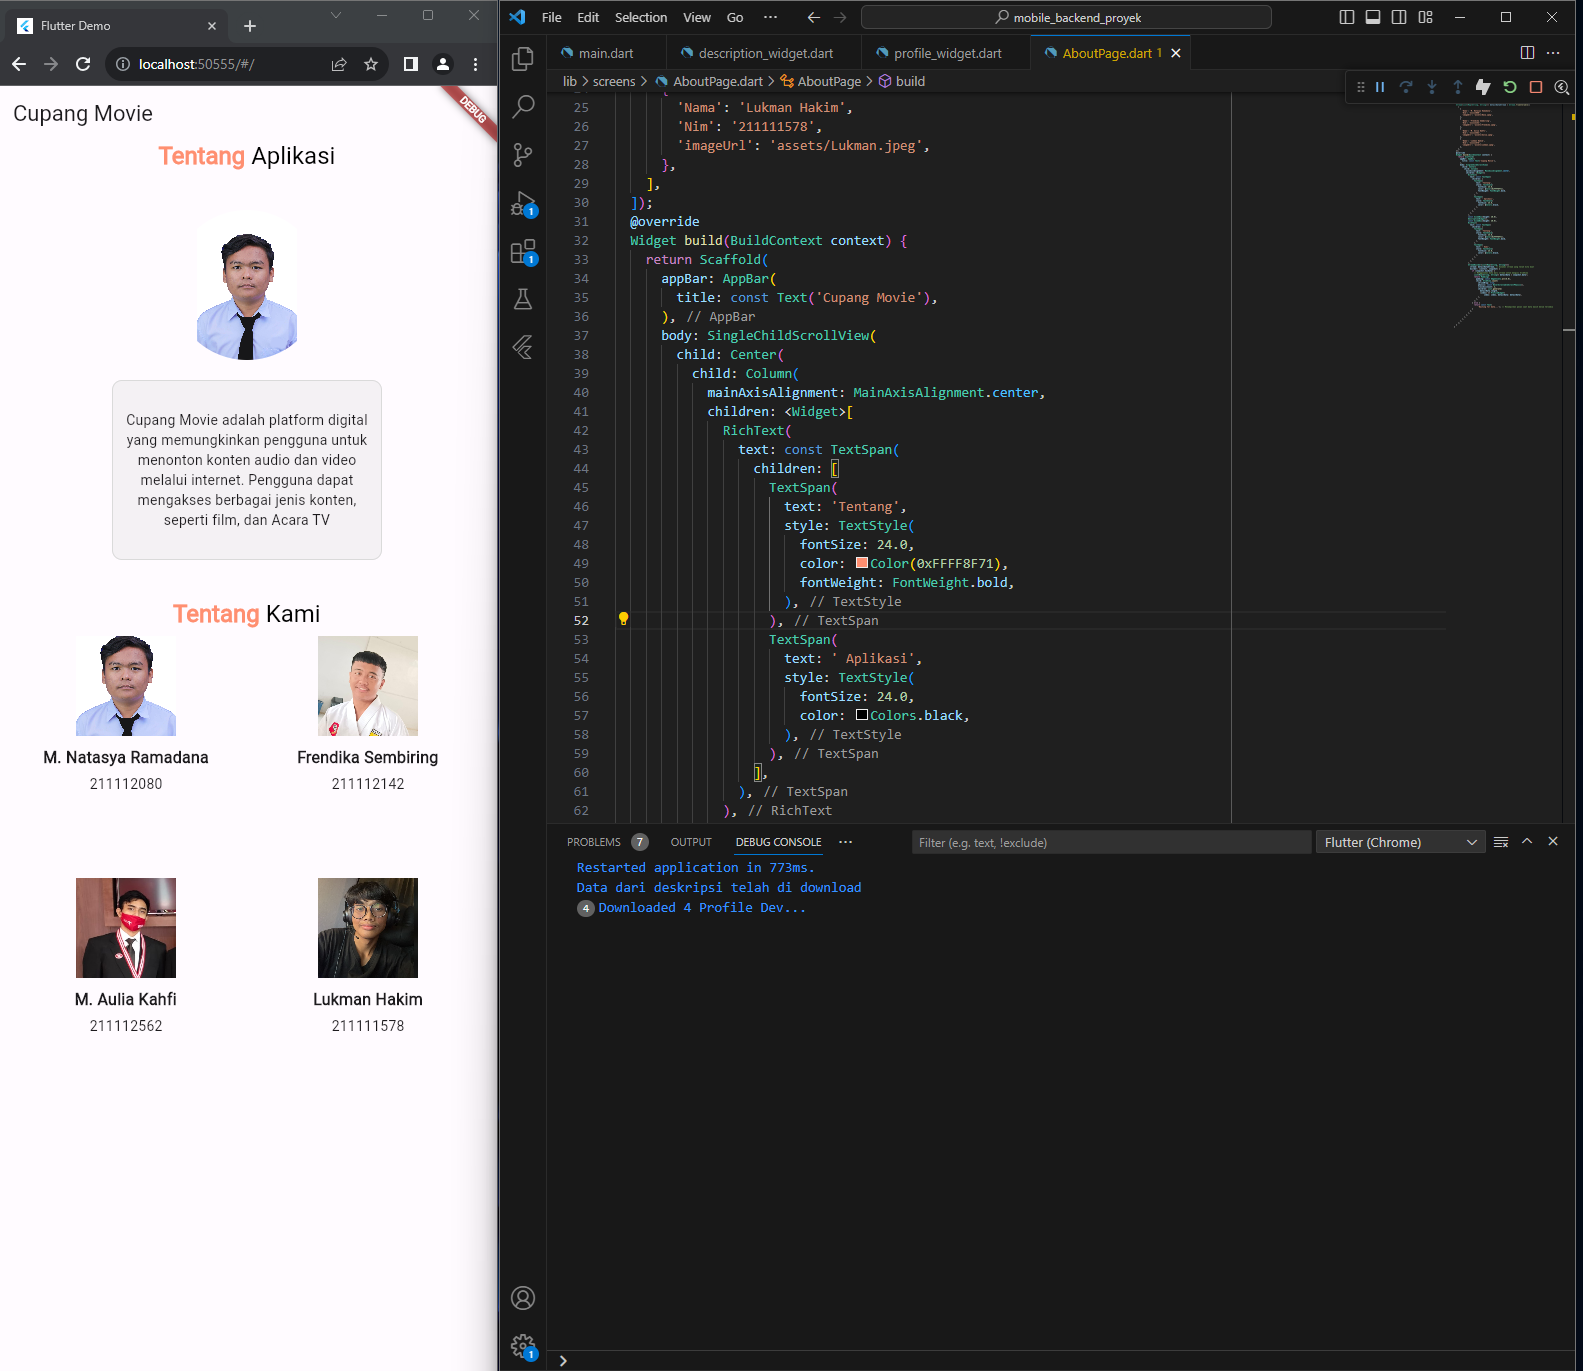 Flutter Demo
localhost:50555/#/
Cupang Movie
DEBUG
Tentang Aplikasi
Cupang Movie adalah platform digital
yang memungkinkan pengguna untuk
menonton konten audio dan video
melalui internet. Pengguna dapat
mengakses berbagai jenis konten,
seperti film, dan Acara TV
Tentang Kami
M. Natasya Ramadana
211112080
Frendika Sembiring
211112142
M. Aulia Kahfi
211112562
Lukman Hakim
211111578
File Edit Selection View Go ···
mobile_backend_proyek
main.dart
description_widget.dart
profile_widget.dart
AboutPage.dart 1
lib > screens > AboutPage.dart > AboutPage > build
25 'Nama': 'Lukman Hakim',
26 'Nim': '211111578',
27 'imageUrl': 'assets/Lukman.jpeg',
28 },
29 ],
30 ]);
31 @override
32 Widget build(BuildContext context) {
33 return Scaffold(
34 appBar: AppBar(
35 title: const Text('Cupang Movie'),
36 ), // AppBar
37 body: SingleChildScrollView(
38 child: Center(
39 child: Column(
40 mainAxisAlignment: MainAxisAlignment.center,
41 children: <Widget>[
42 RichText(
43 text: const TextSpan(
44 children: [
45 TextSpan(
46 text: 'Tentang',
47 style: TextStyle(
48 fontSize: 24.0,
49 color: Color(0xFFFF8F71),
50 fontWeight: FontWeight.bold,
51 ), // TextStyle
52 ), // TextSpan
53 TextSpan(
54 text: ' Aplikasi',
55 style: TextStyle(
56 fontSize: 24.0,
57 color: Colors.black,
58 ), // TextStyle
59 ), // TextSpan
60 ],
61 ), // TextSpan
62 ), // RichText
1
1
1
PROBLEMS 7 OUTPUT DEBUG CONSOLE ···
Filter (e.g. text, !exclude)
Flutter (Chrome)
Restarted application in 773ms.
Data dari deskripsi telah di download
4 Downloaded 4 Profile Dev...